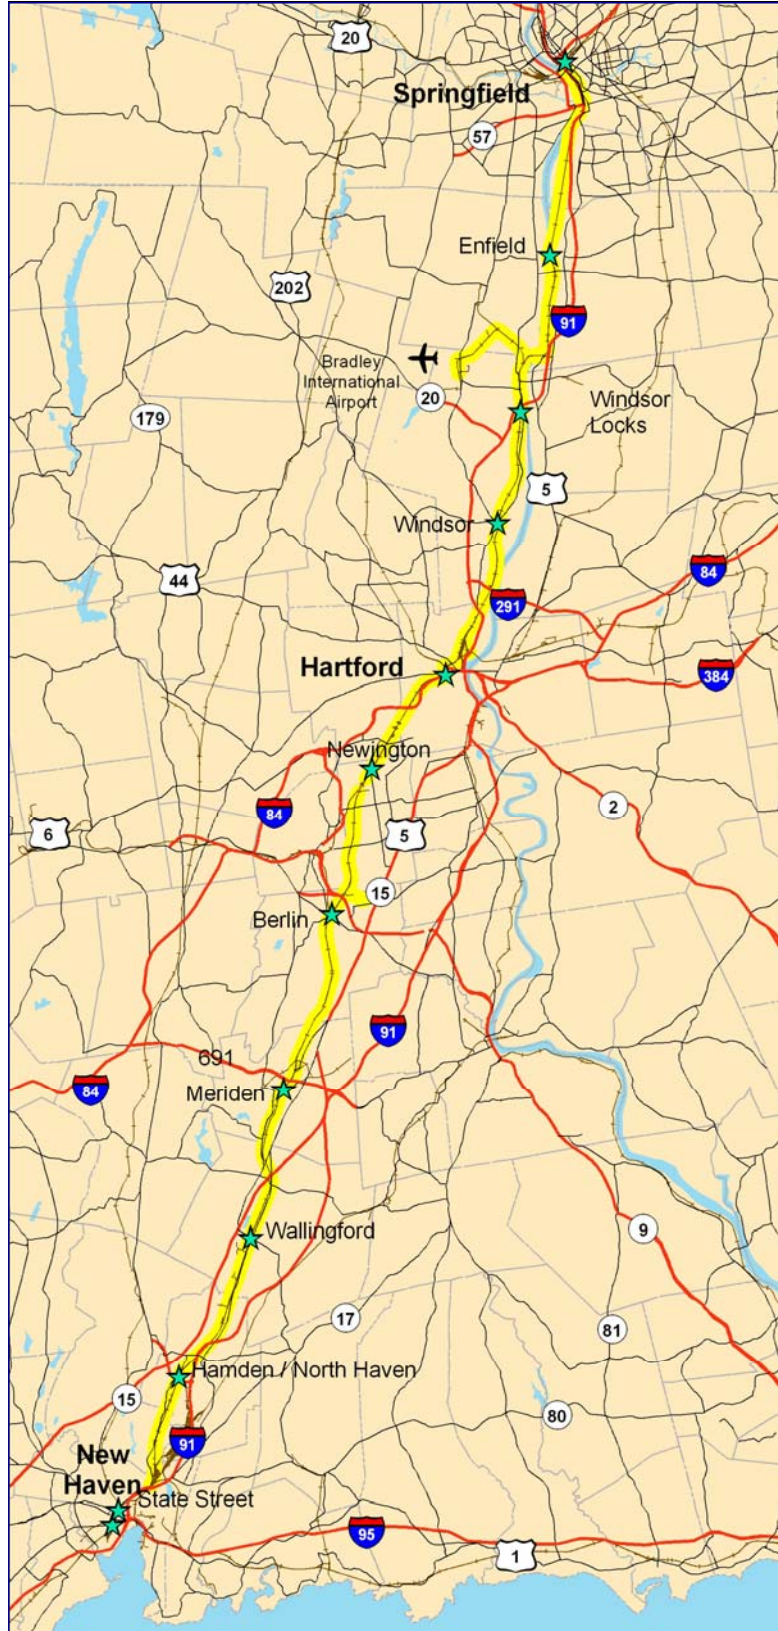 20
Springfield
57
Enfield
202
91
Bradley
International
Airport
20
179
Windsor
Locks
5
Windsor
84
44
291
Hartford
384
Newington
84
2
6
5
15
Berlin
91
691
84
Meriden
9
Wallingford
17
81
Hamden / North Haven
15
80
91
New
Haven
State Street
95
1